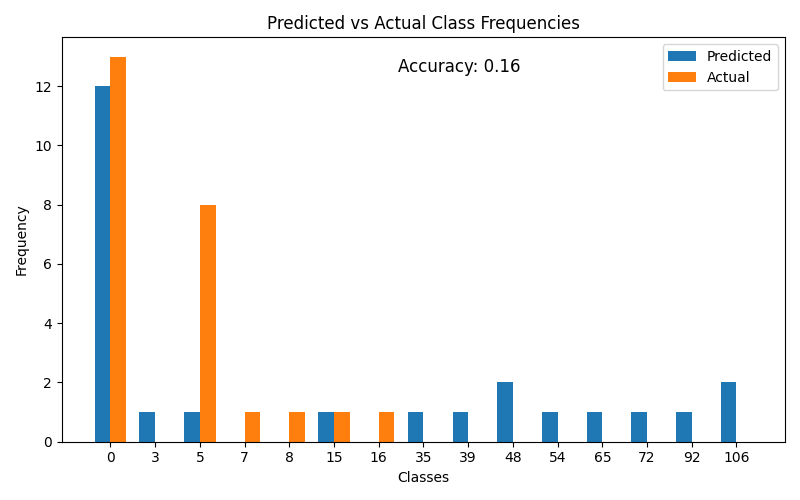 Predicted vs Actual Class Frequencies
Accuracy: 0.16
Predicted
Actual
Frequency
12
10
8
6
4
2
0
0 3 5 7 8 15 16 35 39 48 54 65 72 92 106
Classes